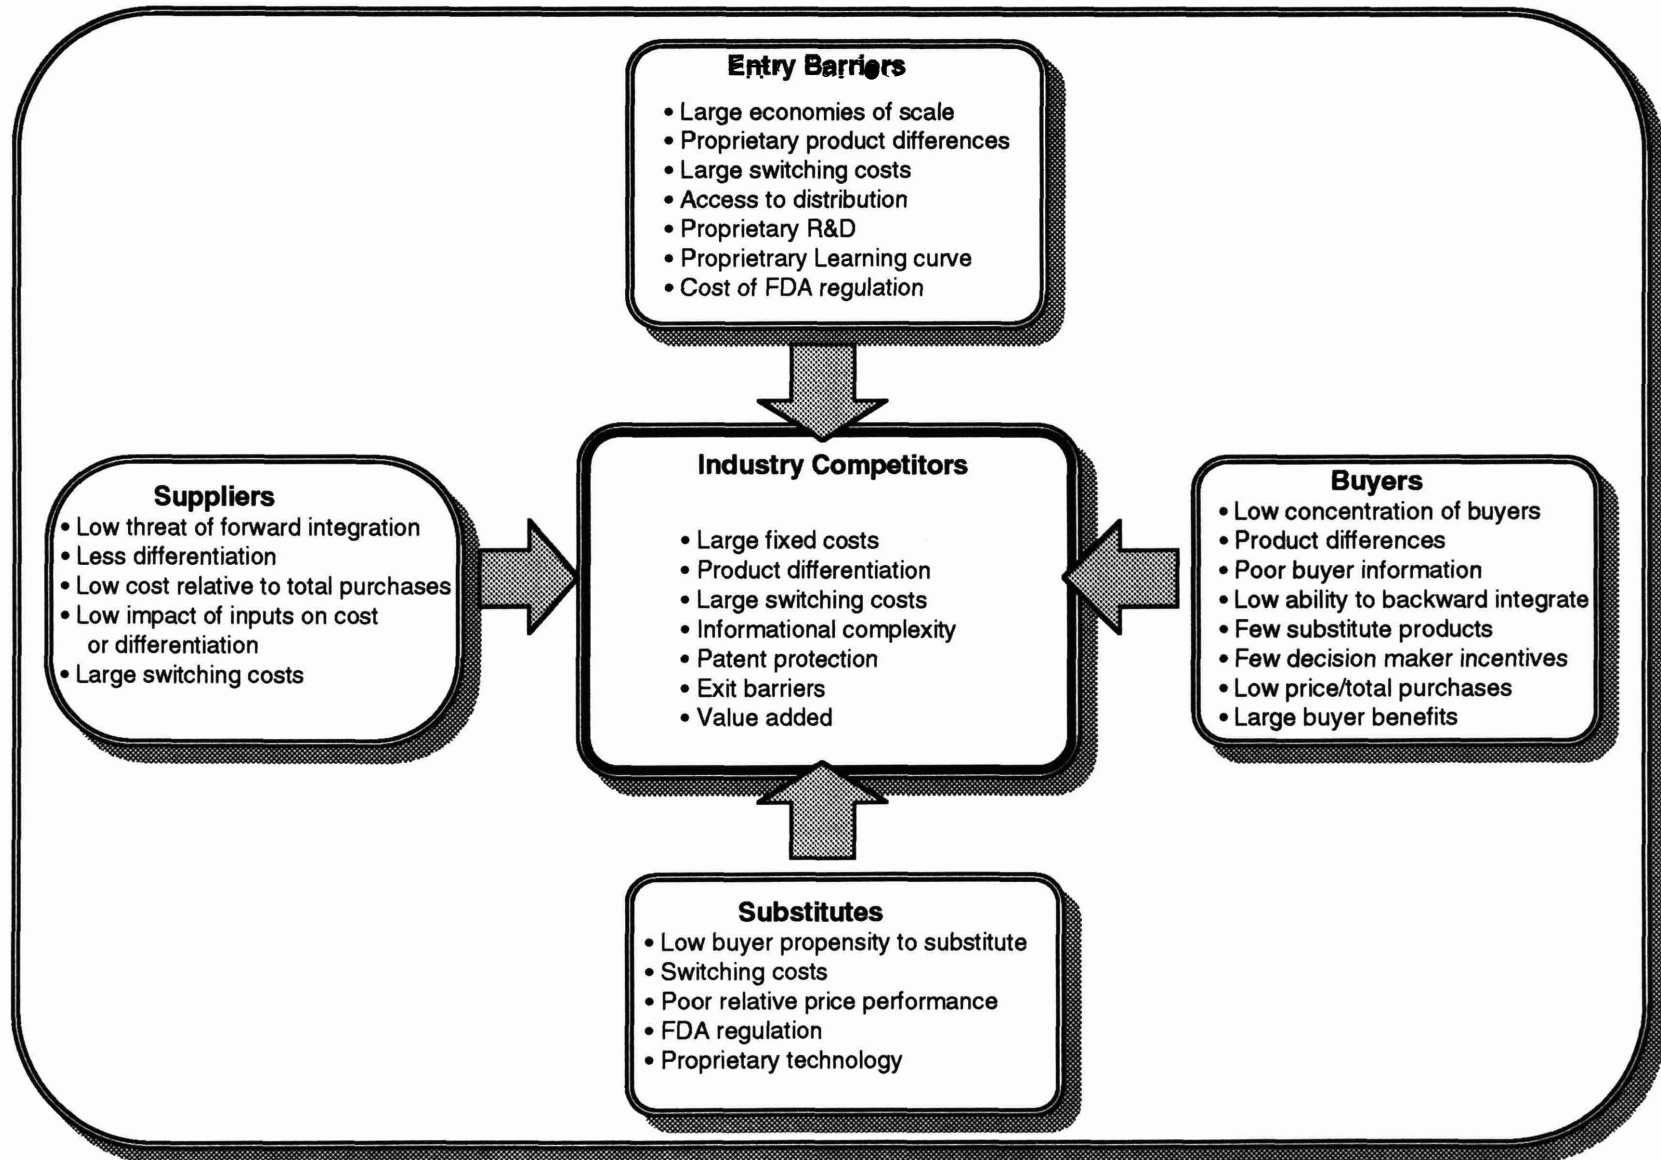 Entry Barriers
• Large economies of scale
• Proprietary product differences
• Large switching costs
• Access to distribution
• Proprietary R&D
• Proprietrary Learning curve
• Cost of FDA regulation
Suppliers
• Low threat of forward integration
• Less differentiation
• Low cost relative to total purchases
• Low impact of inputs on cost
or differentiation
• Large switching costs
Industry Competitors
• Large fixed costs
• Product differentiation
• Large switching costs
• Informational complexity
• Patent protection
• Exit barriers
• Value added
Buyers
• Low concentration of buyers
• Product differences
• Poor buyer information
• Low ability to backward integrate
• Few substitute products
• Few decision maker incentives
• Low price/total purchases
• Large buyer benefits
Substitutes
• Low buyer propensity to substitute
• Switching costs
• Poor relative price performance
• FDA regulation
• Proprietary technology